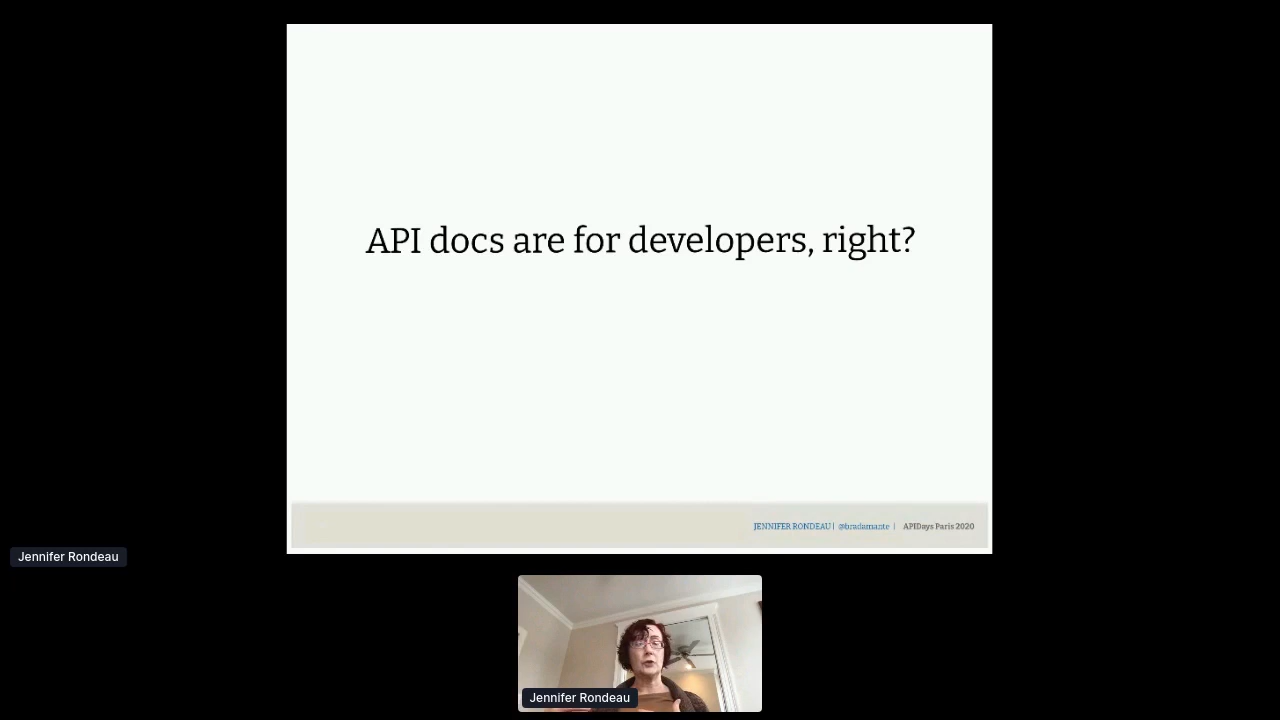 API docs are for developers, right?
JENNIFER RONDEAU | @bradamante | APIDays Paris 2020
Jennifer Rondeau
Jennifer Rondeau